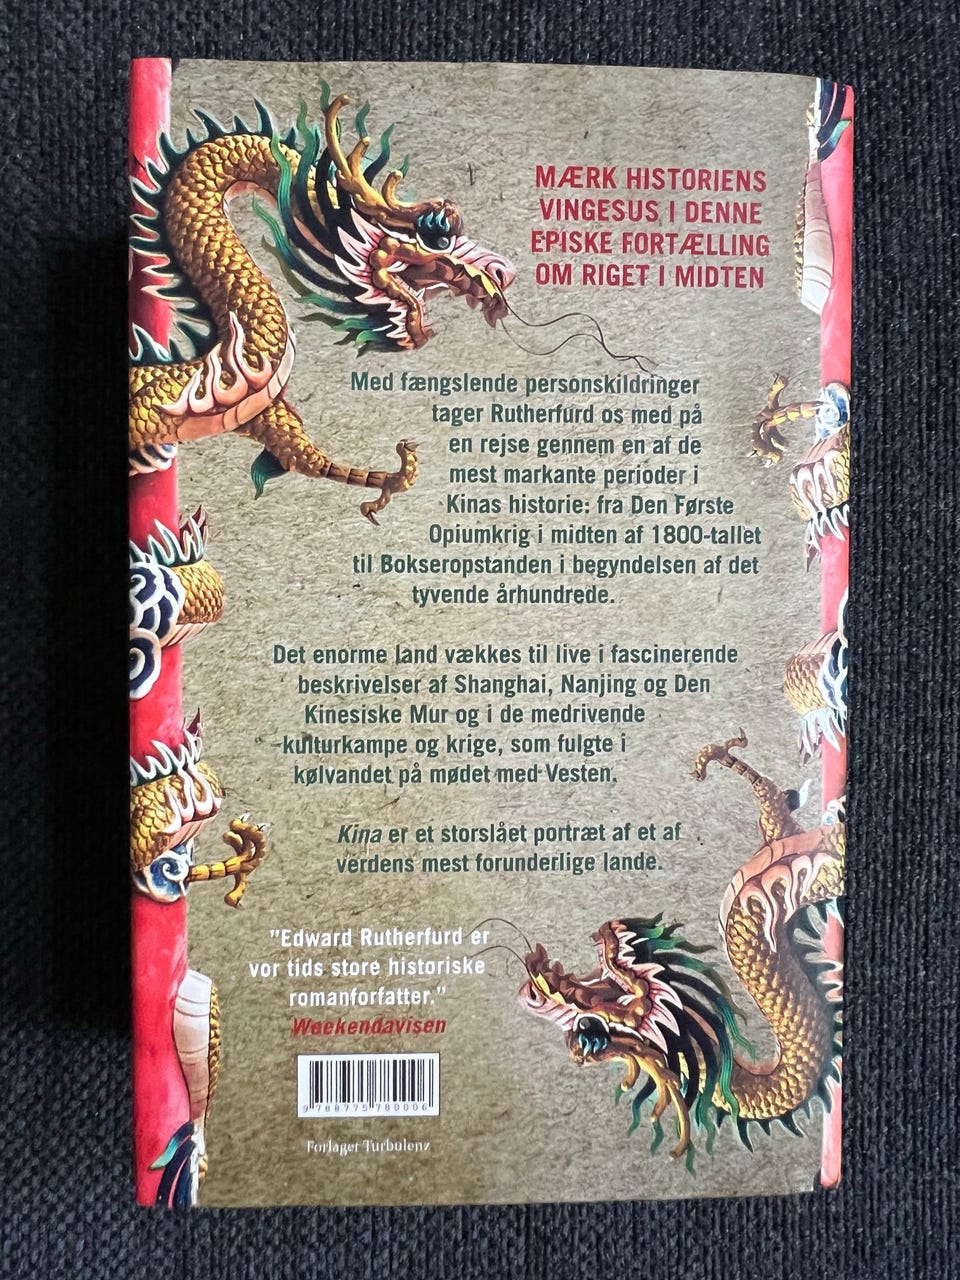 MÆRK HISTORIENS
VINGESUS I DENNE
EPISKE FORTÆLLING
OM RIGET I MIDTEN
Med fængslende personskildringer
tager Rutherfurd os med på
en rejse gennem en af de
mest markante perioder i
Kinas historie: fra Den Første
Opiumkrig i midten af 1800-tallet
til Bokseropstanden i begyndelsen af det
tyvende århundrede.
Det enorme land vækkes til live i fascinerende
beskrivelser af Shanghai, Nanjing og Den
Kinesiske Mur og i de medrivende
kulturkampe og krige, som fulgte i
kølvandet på mødet med Vesten.
Kina er et storslået portræt af et af
verdens mest forunderlige lande.
"Edward Rutherfurd er
vor tids store historiske
romanforfatter."
Weekendavisen
9 788775 780006
Forlaget Turbulenz